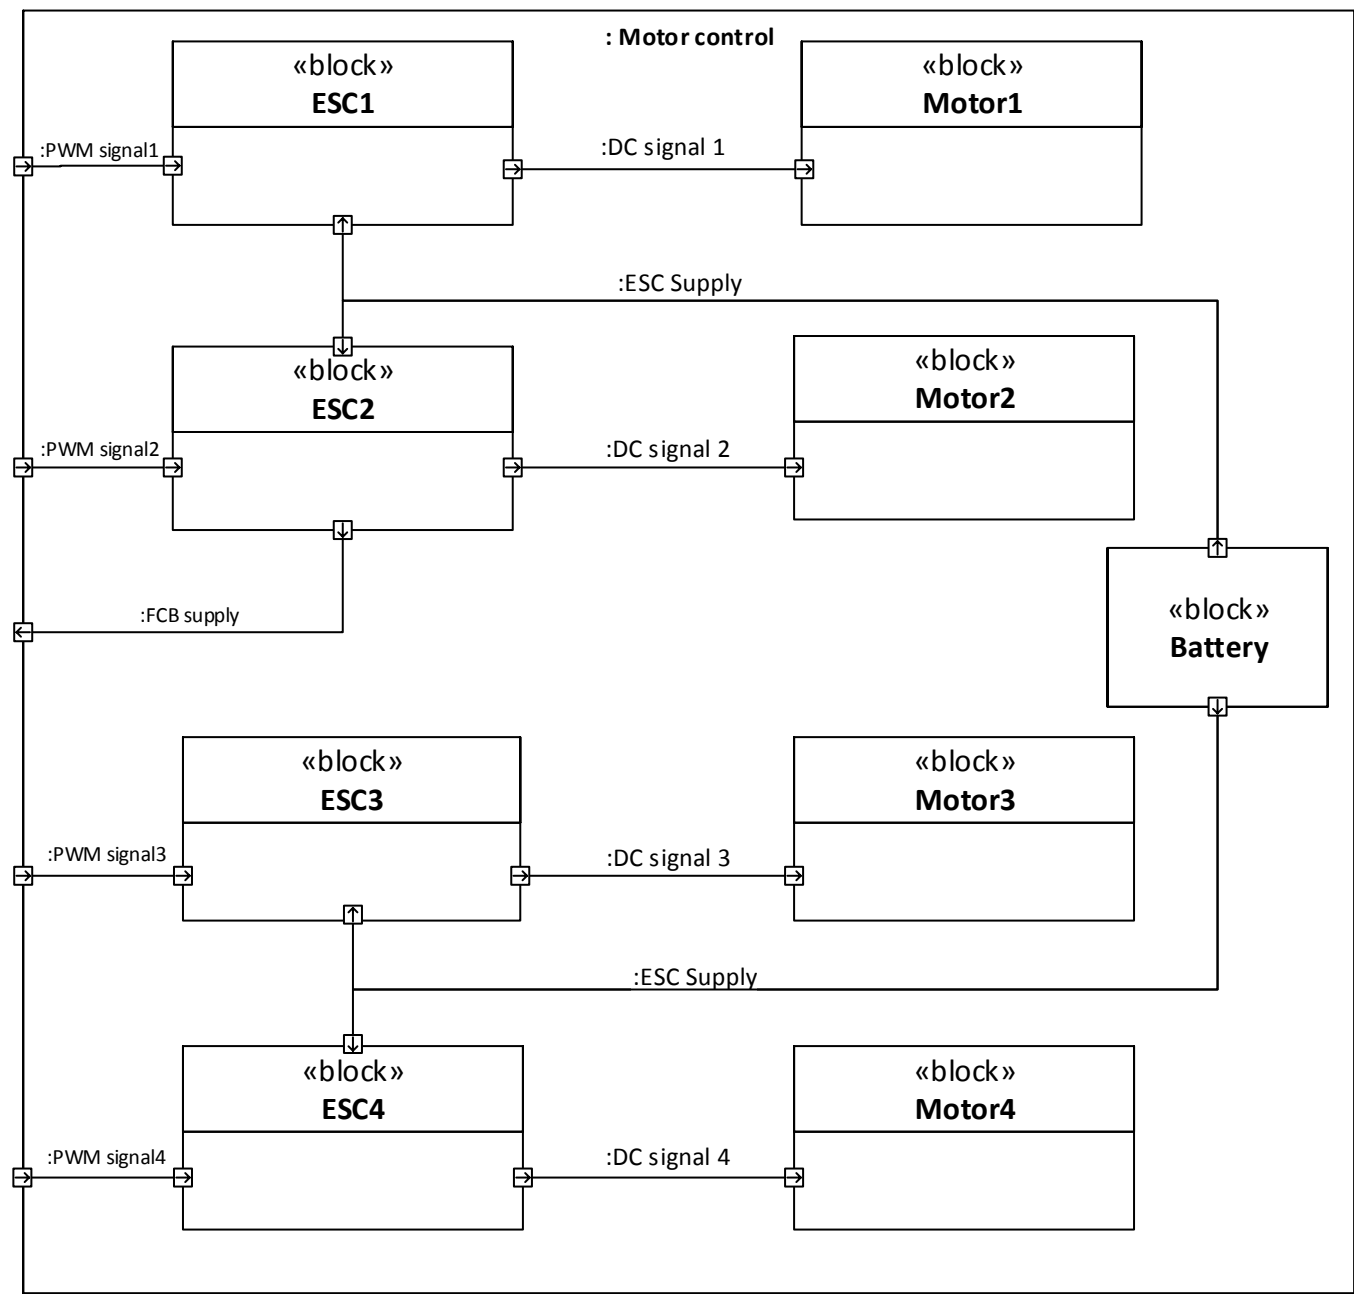 : Motor control
«block»
ESC1
«block»
Motor1
:PWM signal1
:DC signal 1
:ESC Supply
«block»
ESC2
«block»
Motor2
:PWM signal2
:DC signal 2
:FCB supply
«block»
Battery
«block»
ESC3
«block»
Motor3
:PWM signal3
:DC signal 3
:ESC Supply
«block»
ESC4
«block»
Motor4
:PWM signal4
:DC signal 4